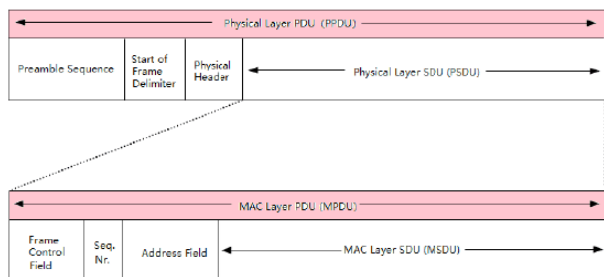 Physical Layer PDU (PPDU)
Preamble Sequence
Start of
Frame
Delimiter
Physical
Header
Physical Layer SDU (PSDU)
MAC Layer PDU (MPDU)
Frame
Control
Field
Seq.
Nr.
Address Field
MAC Layer SDU (MSDU)